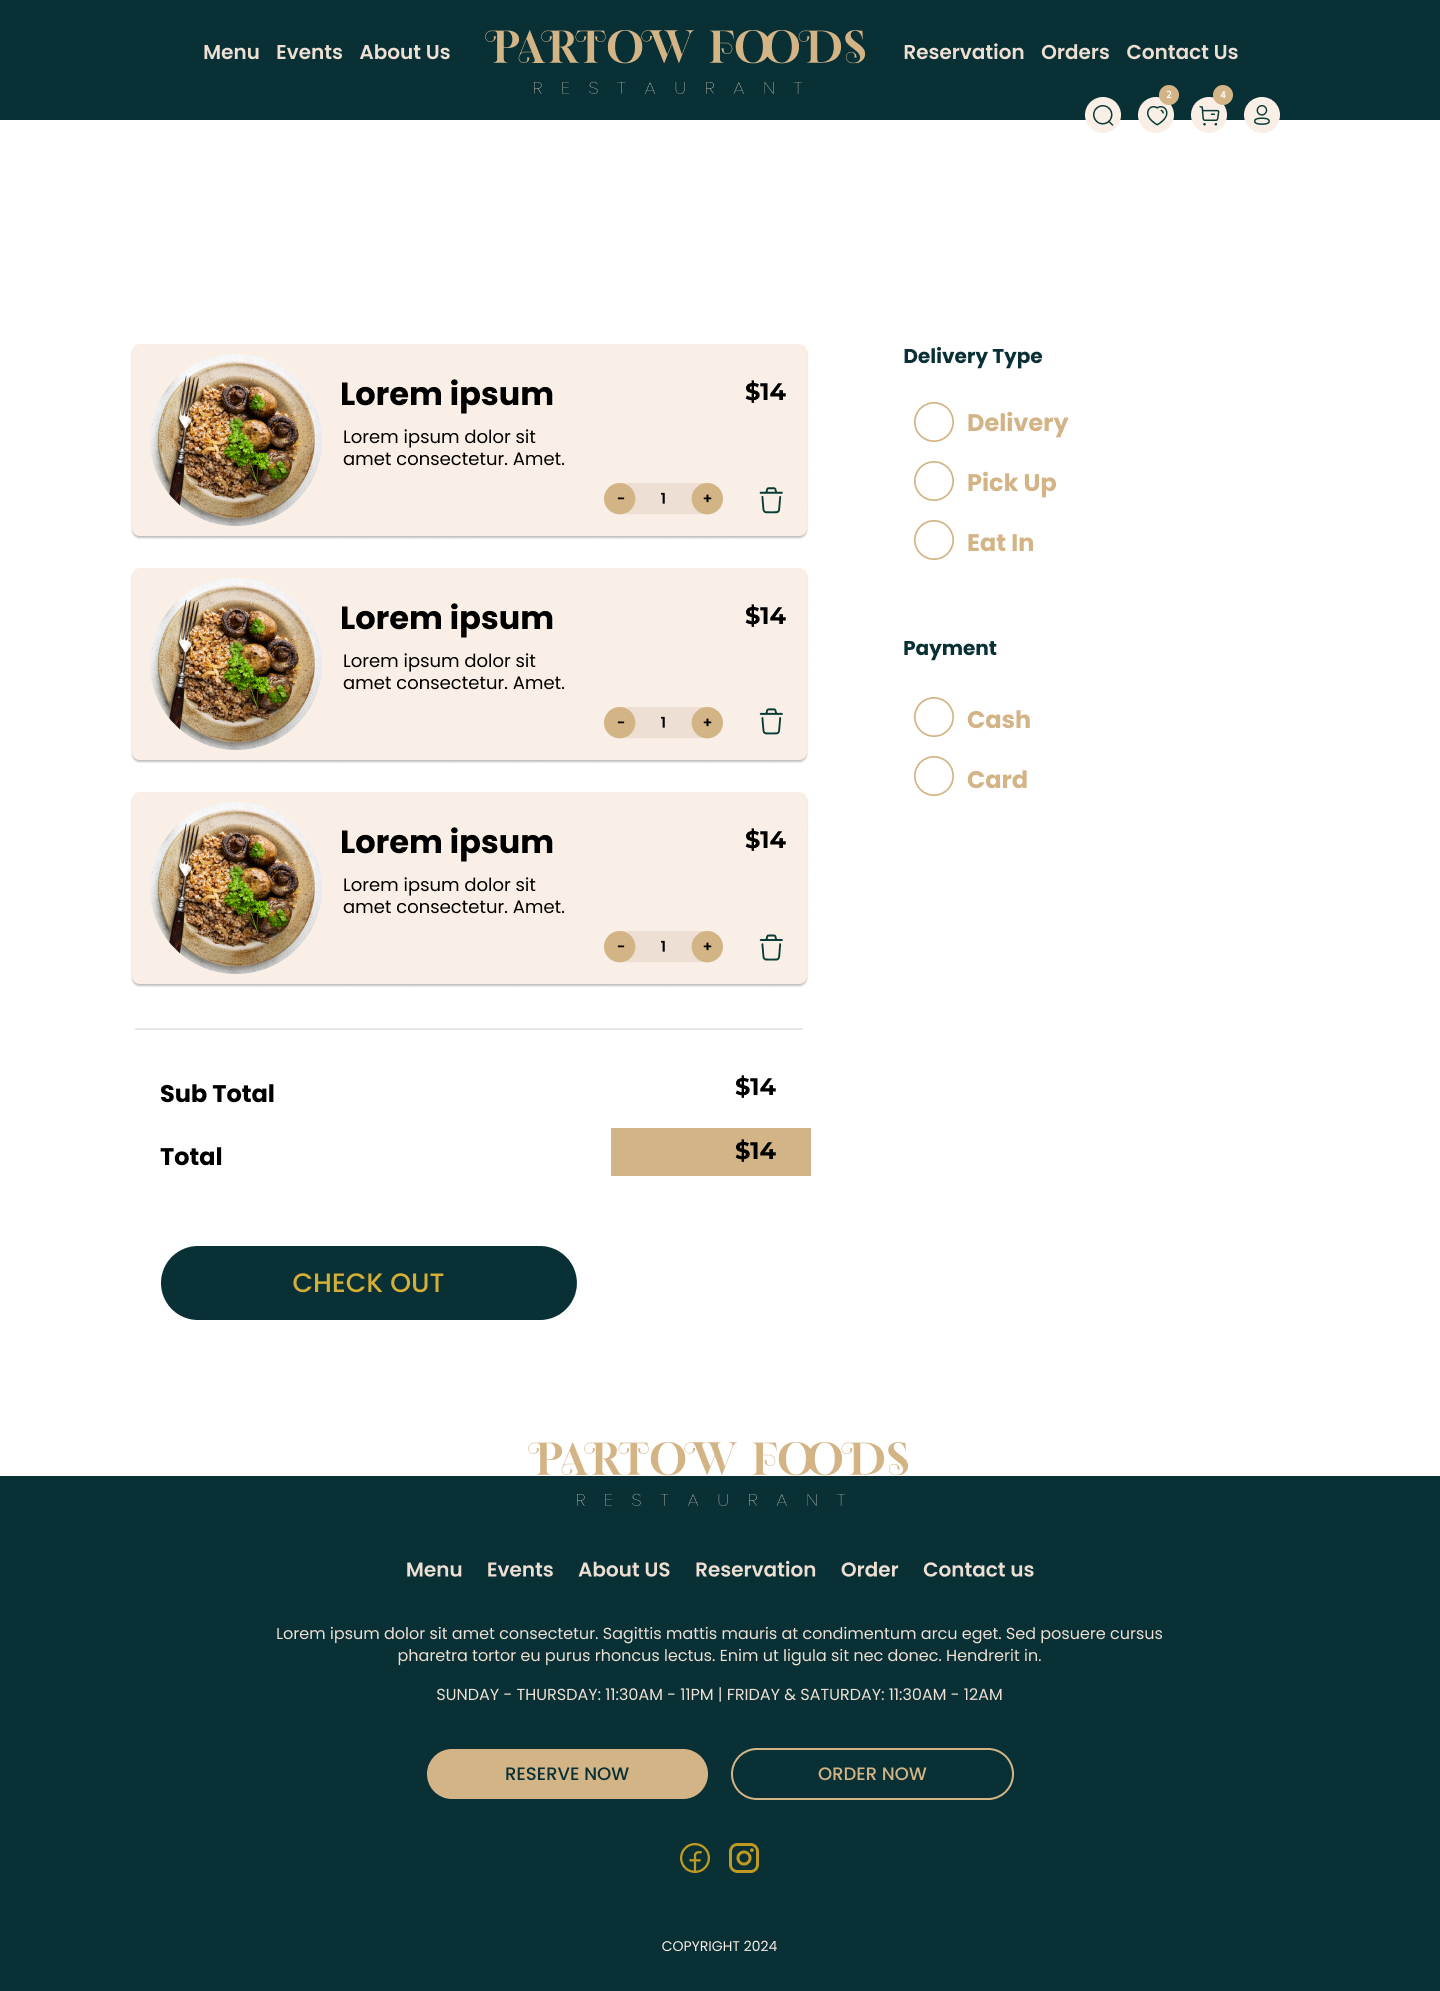 Menu Events About Us
PARTOW FOODS
RESTAURANT
Reservation Orders Contact Us
2
4
Lorem ipsum
$14
Lorem ipsum dolor sit
amet consectetur. Amet.
- 1 +
Lorem ipsum
$14
Lorem ipsum dolor sit
amet consectetur. Amet.
- 1 +
Lorem ipsum
$14
Lorem ipsum dolor sit
amet consectetur. Amet.
- 1 +
Sub Total
$14
Total
$14
CHECK OUT
Delivery Type
Delivery
Pick Up
Eat In
Payment
Cash
Card
PARTOW FOODS
RESTAURANT
Menu Events About US Reservation Order Contact us
Lorem ipsum dolor sit amet consectetur. Sagittis mattis mauris at condimentum arcu eget. Sed posuere cursus
pharetra tortor eu purus rhoncus lectus. Enim ut ligula sit nec donec. Hendrerit in.
SUNDAY - THURSDAY: 11:30AM - 11PM | FRIDAY & SATURDAY: 11:30AM - 12AM
RESERVE NOW
ORDER NOW
COPYRIGHT 2024